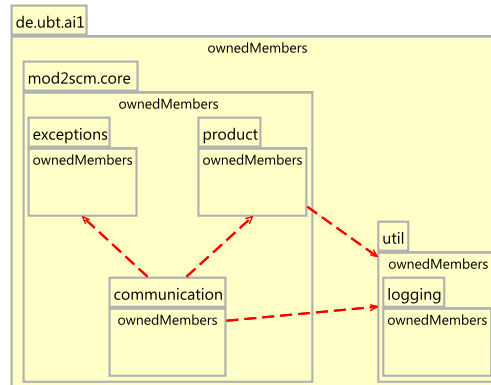 de.ubt.ai1
ownedMembers
mod2scm.core
ownedMembers
exceptions
product
ownedMembers
ownedMembers
util
ownedMembers
communication
logging
ownedMembers
ownedMembers